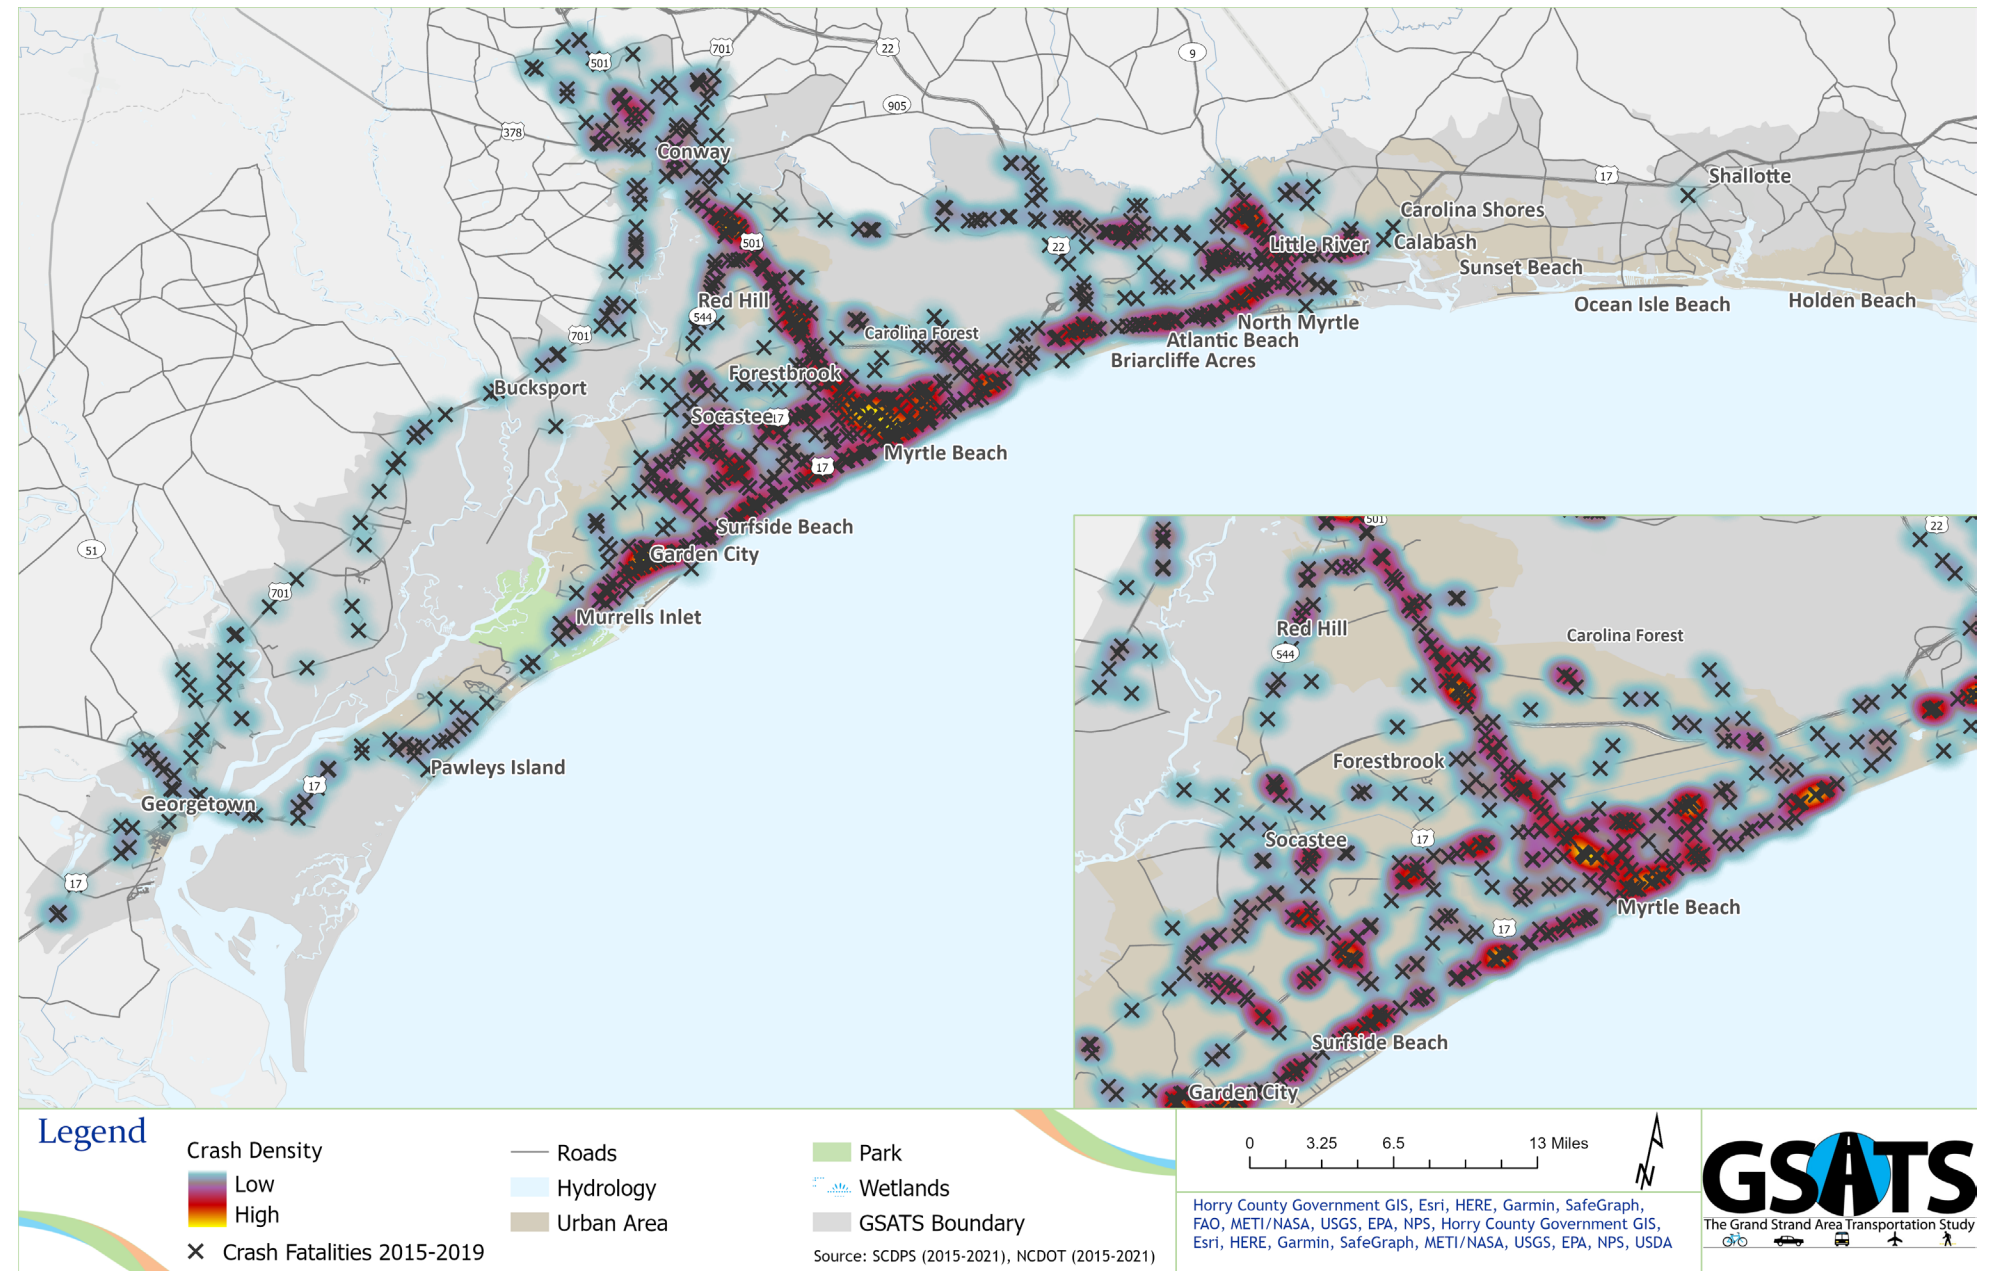 501
701
22
9
905
378
Conway
17
Shallotte
Carolina Shores
Calabash
Little River
501
22
Sunset Beach
Red Hill
Ocean Isle Beach
Holden Beach
544
North Myrtle
Carolina Forest
701
Atlantic Beach
Briarcliffe Acres
Forestbrook
Bucksport
Socastee
17
Myrtle Beach
17
Surfside Beach
51
Garden City
701
Murrells Inlet
Pawleys Island
17
Georgetown
17
501
22
Red Hill
Carolina Forest
544
Forestbrook
Socastee
17
Myrtle Beach
17
Surfside Beach
Garden City
Legend
Crash Density
Low
High
Crash Fatalities 2015-2019
Roads
Hydrology
Urban Area
Park
Wetlands
GSATS Boundary
Source: SCDPS (2015-2021), NCDOT (2015-2021)
0 3.25 6.5 13 Miles
N
Horry County Government GIS, Esri, HERE, Garmin, SafeGraph,
FAO, METI/NASA, USGS, EPA, NPS, Horry County Government GIS,
Esri, HERE, Garmin, SafeGraph, METI/NASA, USGS, EPA, NPS, USDA
GSATS
The Grand Strand Area Transportation Study